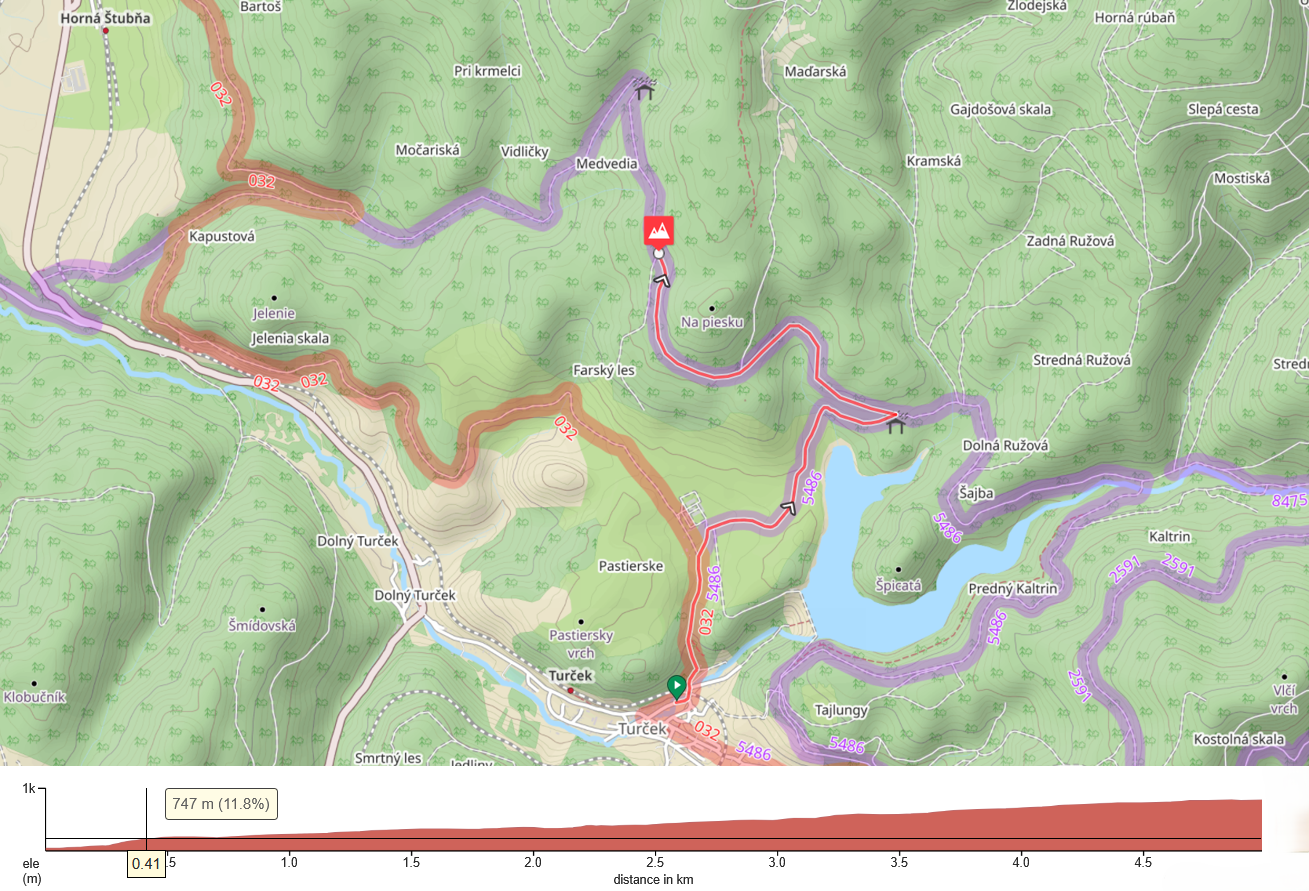 Horná Štubňa
Bartoš
Zlodejská
Horná rúbaň
Pri krmelci
Maďarská
032
Gajdošová skala
Slepá cesta
Močariská
Vidličky
Medvedia
Kramská
032
Mostiská
Kapustová
Zadná Ružová
Jelenie
Na piesku
Jelenia skala
Stredná Ružová
Stredn
Farský les
032
032
032
Dolná Ružová
5486
Šajba
8475
5486
Kaltrin
Dolný Turček
Pastierske
2591
2591
5486
Špicatá
Predný Kaltrin
Dolný Turček
Šmídovská
032
5486
Pastiersky
vrch
Turček
2591
Klobučník
Vlčí
vrch
Tajlungy
Turček
032
5486
5486
Kostolná skala
Smrtný les
Jedliny
1k
747 m (11.8%)
ele
(m)
0.41
5
1.0
1.5
2.0
2.5
3.0
3.5
4.0
4.5
distance in km